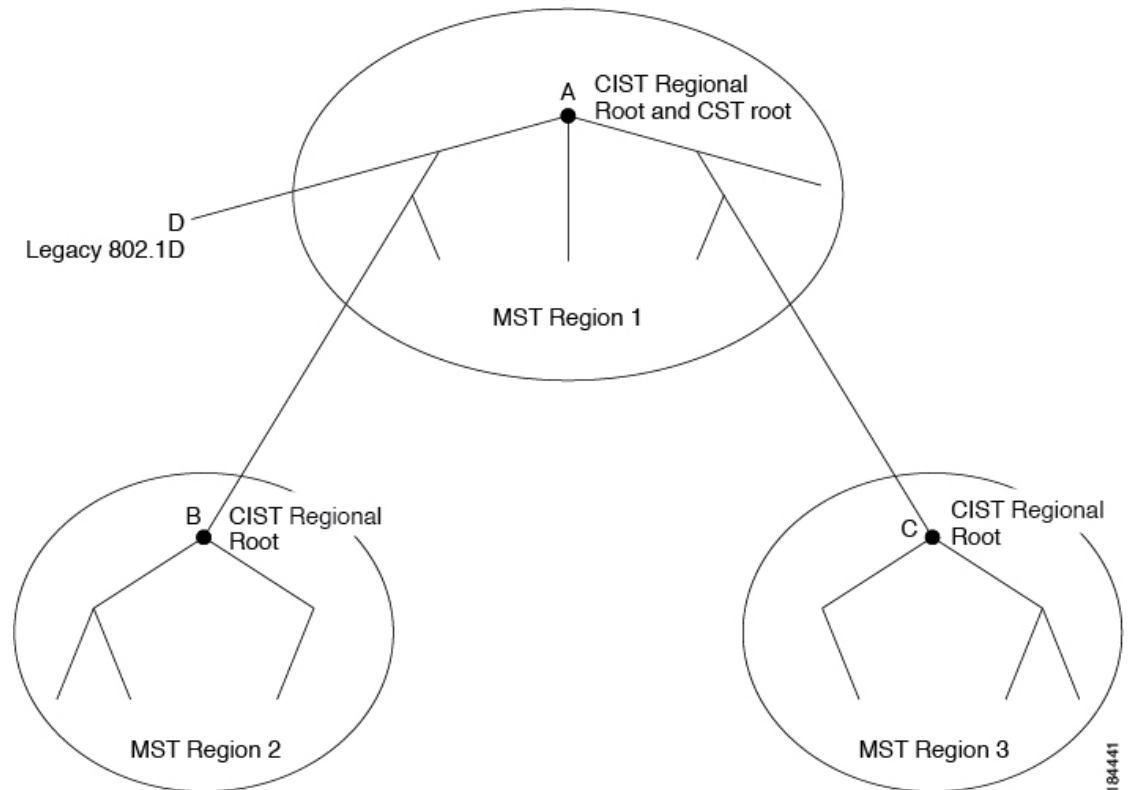 A
CIST Regional
Root and CST root
D
Legacy 802.1D
MST Region 1
B
CIST Regional
Root
C
CIST Regional
Root
MST Region 2
MST Region 3
184441